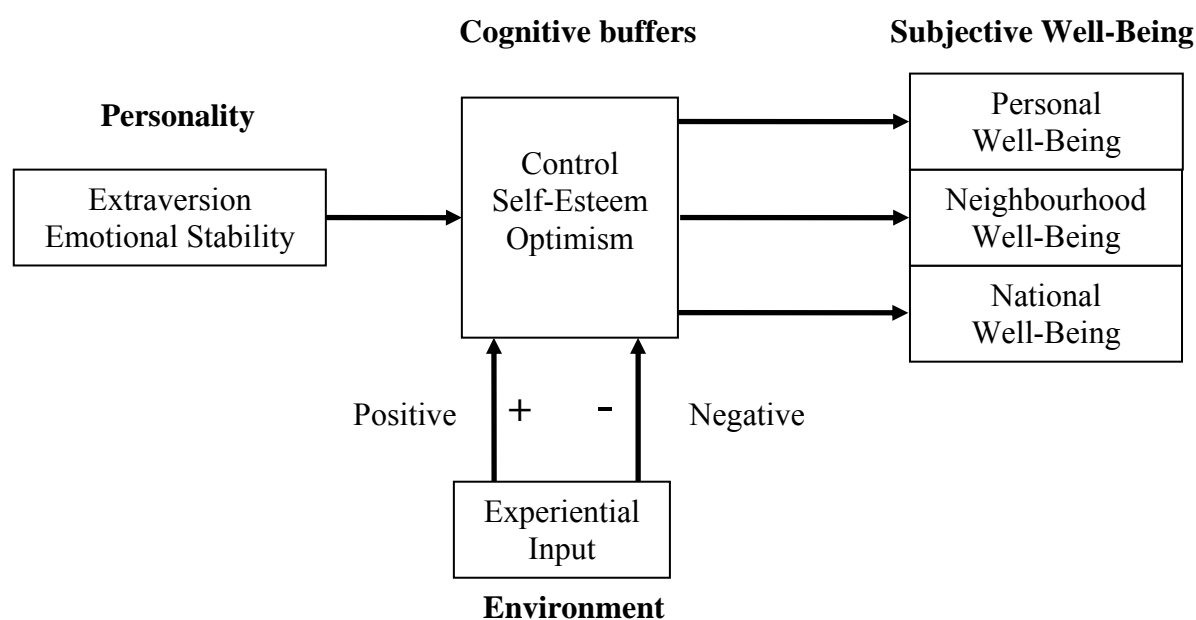 Cognitive buffers
Subjective Well-Being
Personality
Extraversion
Emotional Stability
Control
Self-Esteem
Optimism
Personal
Well-Being
Neighbourhood
Well-Being
National
Well-Being
Positive + - Negative
Experiential
Input
Environment